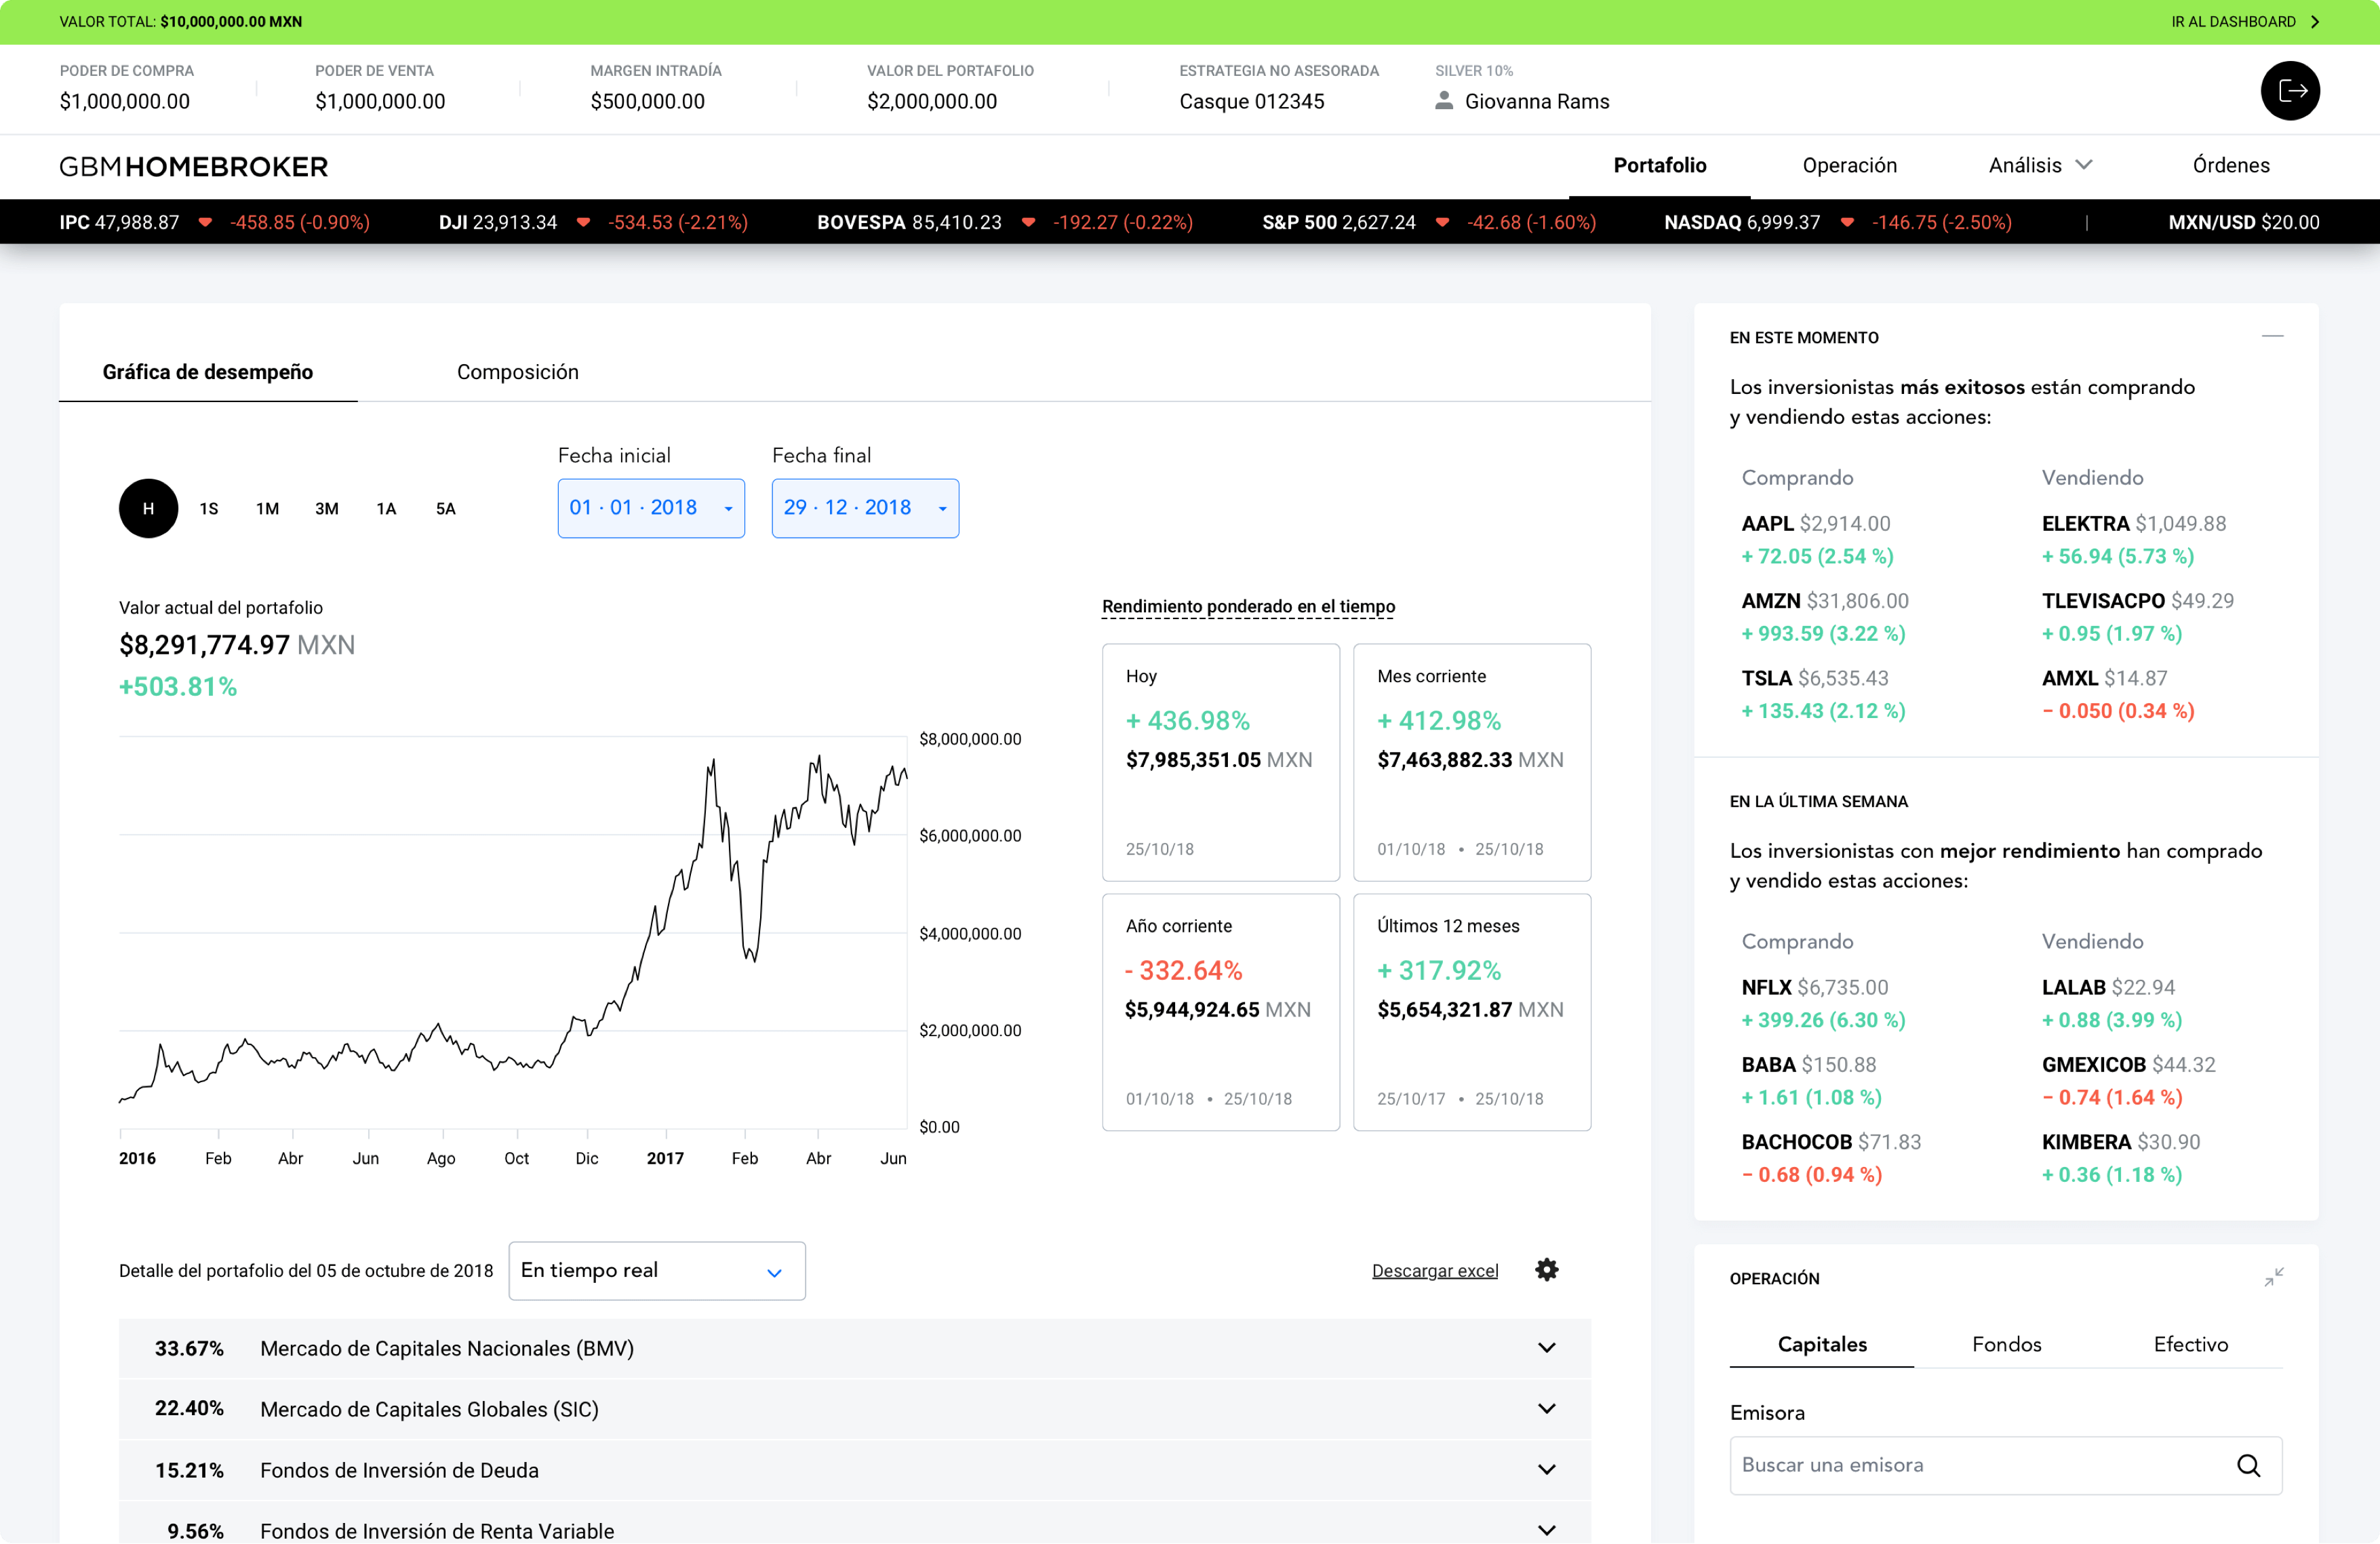 VALOR TOTAL: $10,000,000.00 MXN
IR AL DASHBOARD
PODER DE COMPRA
$1,000,000.00
PODER DE VENTA
$1,000,000.00
MARGEN INTRADÍA
$500,000.00
VALOR DEL PORTAFOLIO
$2,000,000.00
ESTRATEGIA NO ASESORADA
Casque 012345
SILVER 10%
Giovanna Rams
GBMHOMEBROKER
Portafolio
Operación
Análisis
Órdenes
IPC 47,988.87 -458.85 (-0.90%)
DJI 23,913.34 -534.53 (-2.21%)
BOVESPA 85,410.23 -192.27 (-0.22%)
S&P 500 2,627.24 -42.68 (-1.60%)
NASDAQ 6,999.37 -146.75 (-2.50%)
|
MXN/USD $20.00
Gráfica de desempeño
Composición
H
1S
1M
3M
1A
5A
Fecha inicial
01 · 01 · 2018
Fecha final
29 · 12 · 2018
Valor actual del portafolio
$8,291,774.97 MXN
+503.81%
$8,000,000.00
$6,000,000.00
$4,000,000.00
$2,000,000.00
$0.00
2016
Feb
Abr
Jun
Ago
Oct
Dic
2017
Feb
Abr
Jun
Rendimiento ponderado en el tiempo
Hoy
+ 436.98%
$7,985,351.05 MXN
25/10/18
Mes corriente
+ 412.98%
$7,463,882.33 MXN
01/10/18 • 25/10/18
Año corriente
- 332.64%
$5,944,924.65 MXN
01/10/18 • 25/10/18
Últimos 12 meses
+ 317.92%
$5,654,321.87 MXN
25/10/17 • 25/10/18
Detalle del portafolio del 05 de octubre de 2018
En tiempo real
Descargar excel
33.67% Mercado de Capitales Nacionales (BMV)
22.40% Mercado de Capitales Globales (SIC)
15.21% Fondos de Inversión de Deuda
9.56% Fondos de Inversión de Renta Variable
EN ESTE MOMENTO
Los inversionistas más exitosos están comprando
y vendiendo estas acciones:
Comprando
AAPL $2,914.00
+ 72.05 (2.54 %)
AMZN $31,806.00
+ 993.59 (3.22 %)
TSLA $6,535.43
+ 135.43 (2.12 %)
Vendiendo
ELEKTRA $1,049.88
+ 56.94 (5.73 %)
TLEVISACPO $49.29
+ 0.95 (1.97 %)
AMXL $14.87
− 0.050 (0.34 %)
EN LA ÚLTIMA SEMANA
Los inversionistas con mejor rendimiento han comprado
y vendido estas acciones:
Comprando
NFLX $6,735.00
+ 399.26 (6.30 %)
BABA $150.88
+ 1.61 (1.08 %)
BACHOCOB $71.83
− 0.68 (0.94 %)
Vendiendo
LALAB $22.94
+ 0.88 (3.99 %)
GMEXICOB $44.32
− 0.74 (1.64 %)
KIMBERA $30.90
+ 0.36 (1.18 %)
OPERACIÓN
Capitales
Fondos
Efectivo
Emisora
Buscar una emisora